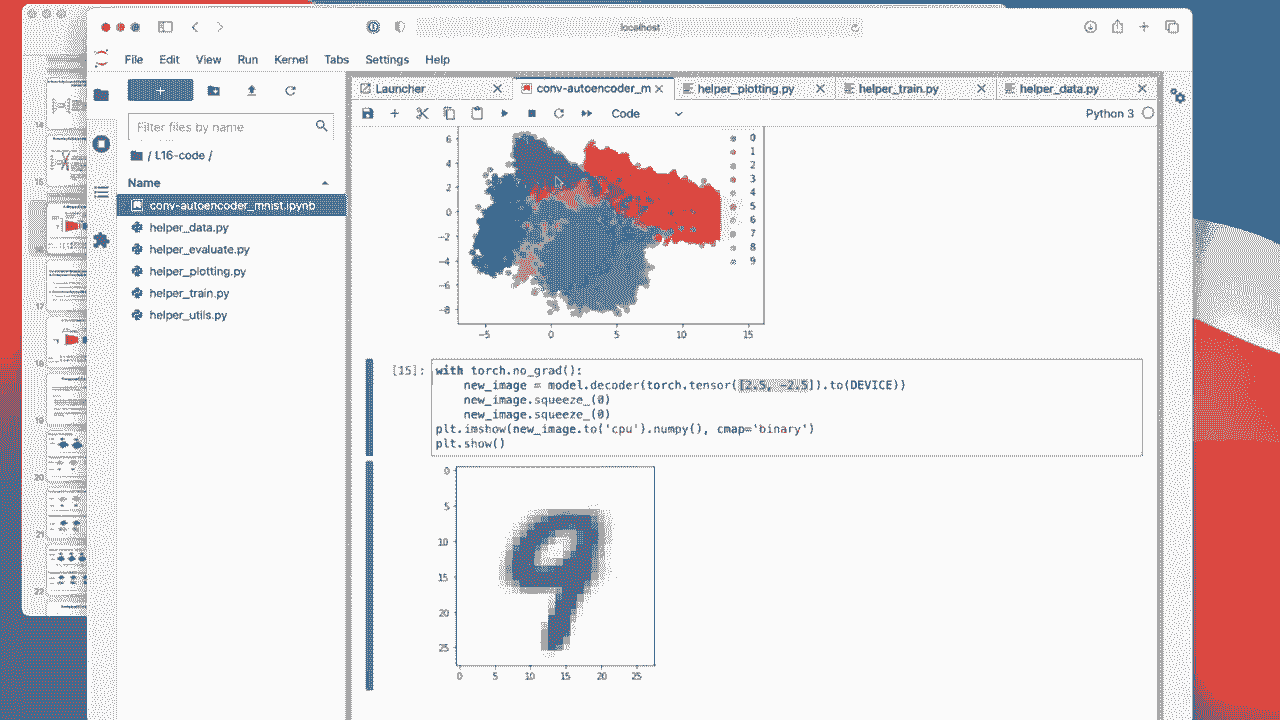 localhost
File Edit View Run Kernel Tabs Settings Help
Launcher
conv-autoencoder_m
helper_plotting.py
helper_train.py
helper_data.py
Code
Python 3
Filter files by name
/ L16-code /
Name
conv-autoencoder_mnist.ipynb
helper_data.py
helper_evaluate.py
helper_plotting.py
helper_train.py
helper_utils.py
6
4
2
0
−2
−4
−6
−8
−5 0 5 10 15
0
1
2
3
4
5
6
7
8
9
[15]:
with torch.no_grad():
new_image = model.decoder(torch.tensor([2.5, -2.5]).to(DEVICE))
new_image.squeeze_(0)
new_image.squeeze_(0)
plt.imshow(new_image.to('cpu').numpy(), cmap='binary')
plt.show()
0
5
10
15
20
25
0 5 10 15 20 25
9